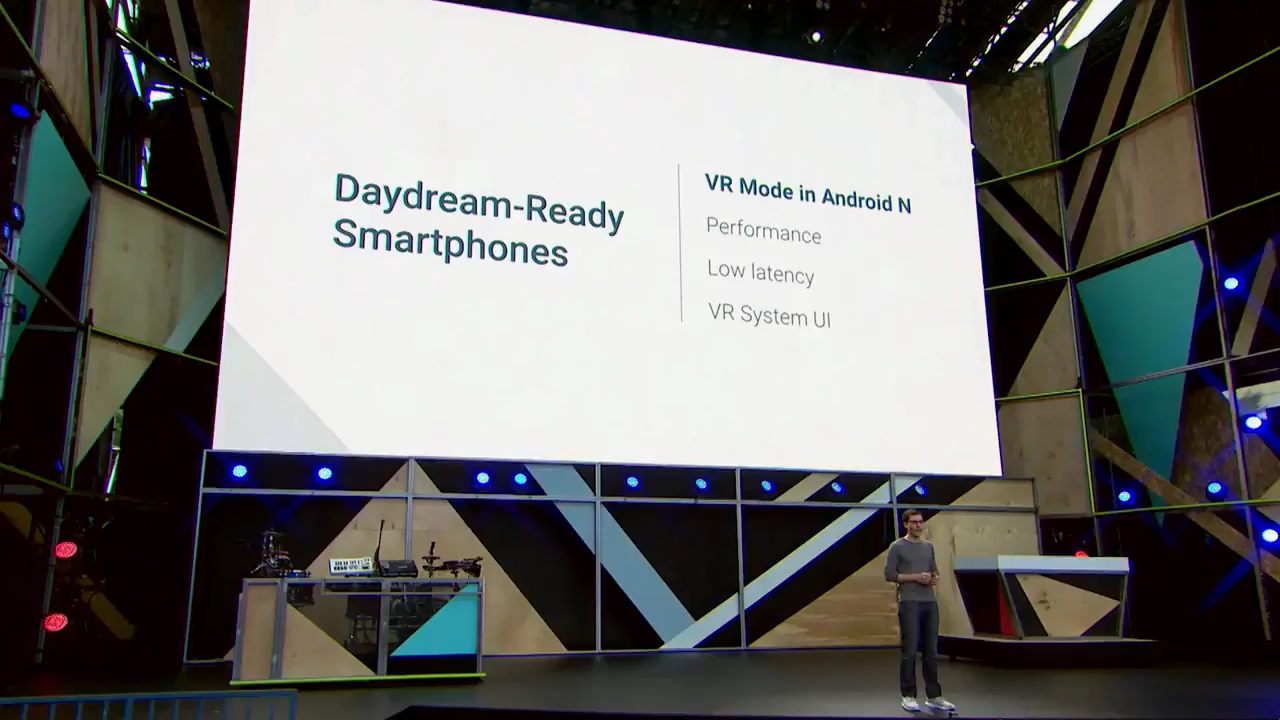 Daydream-Ready
Smartphones
VR Mode in Android N
Performance
Low latency
VR System UI